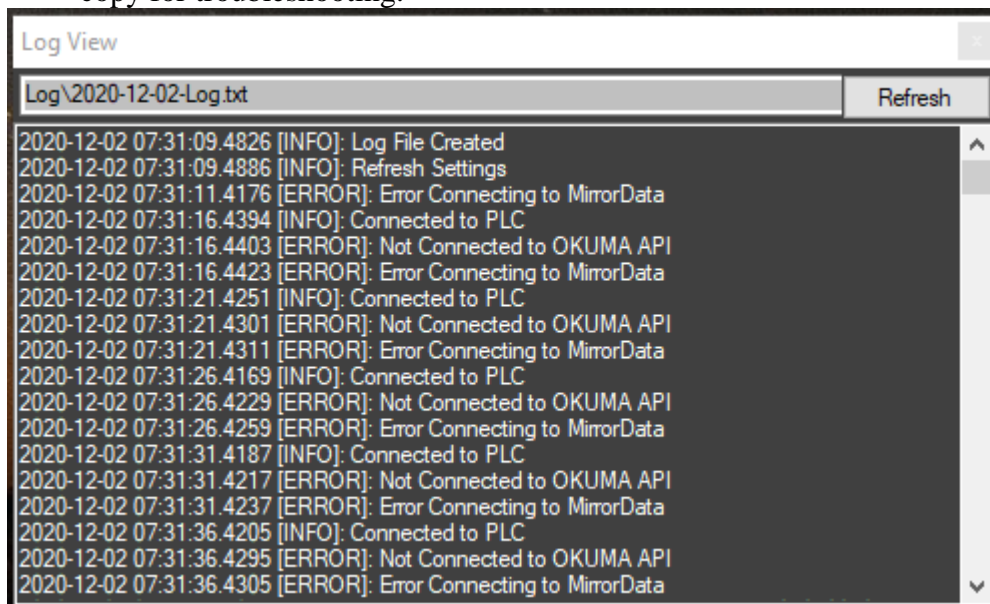 copy for troubleshooting.
Log View
Log\2020-12-02-Log.txt
Refresh
2020-12-02 07:31:09.4826 [INFO]: Log File Created
2020-12-02 07:31:09.4886 [INFO]: Refresh Settings
2020-12-02 07:31:11.4176 [ERROR]: Error Connecting to MirrorData
2020-12-02 07:31:16.4394 [INFO]: Connected to PLC
2020-12-02 07:31:16.4403 [ERROR]: Not Connected to OKUMA API
2020-12-02 07:31:16.4423 [ERROR]: Error Connecting to MirrorData
2020-12-02 07:31:21.4251 [INFO]: Connected to PLC
2020-12-02 07:31:21.4301 [ERROR]: Not Connected to OKUMA API
2020-12-02 07:31:21.4311 [ERROR]: Error Connecting to MirrorData
2020-12-02 07:31:26.4169 [INFO]: Connected to PLC
2020-12-02 07:31:26.4229 [ERROR]: Not Connected to OKUMA API
2020-12-02 07:31:26.4259 [ERROR]: Error Connecting to MirrorData
2020-12-02 07:31:31.4187 [INFO]: Connected to PLC
2020-12-02 07:31:31.4217 [ERROR]: Not Connected to OKUMA API
2020-12-02 07:31:31.4237 [ERROR]: Error Connecting to MirrorData
2020-12-02 07:31:36.4205 [INFO]: Connected to PLC
2020-12-02 07:31:36.4295 [ERROR]: Not Connected to OKUMA API
2020-12-02 07:31:36.4305 [ERROR]: Error Connecting to MirrorData